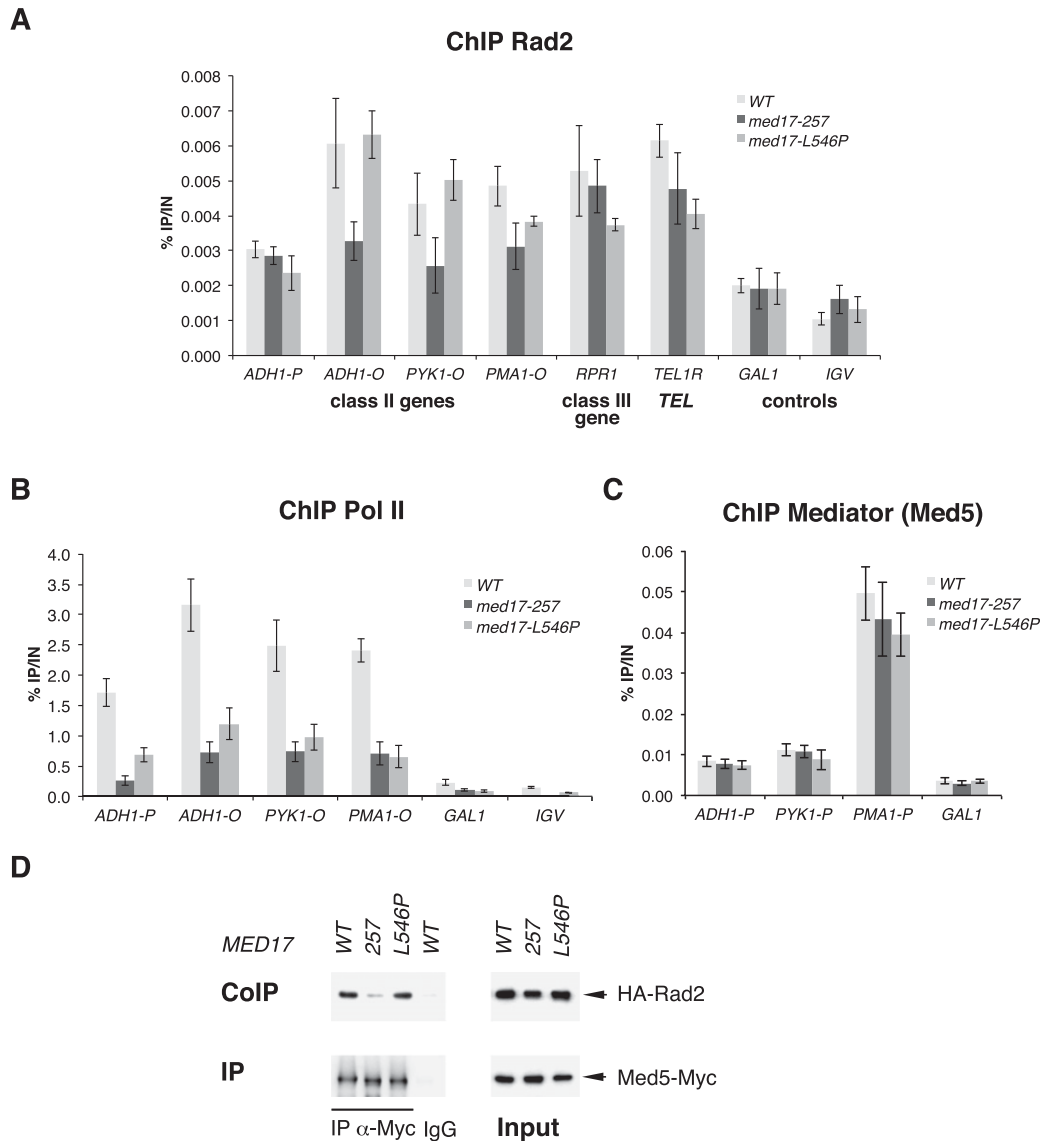 A
ChIP Rad2
% IP/IN
0.008
0.007
0.006
0.005
0.004
0.003
0.002
0.001
0.000
WT
med17-257
med17-L546P
ADH1-P ADH1-O PYK1-O PMA1-O RPR1 TEL1R GAL1 IGV
class II genes class III gene TEL controls
B
ChIP Pol II
% IP/IN
4.0
3.5
3.0
2.5
2.0
1.5
1.0
0.5
0.0
WT
med17-257
med17-L546P
ADH1-P ADH1-O PYK1-O PMA1-O GAL1 IGV
C
ChIP Mediator (Med5)
% IP/IN
0.06
0.05
0.04
0.03
0.02
0.01
0.00
WT
med17-257
med17-L546P
ADH1-P PYK1-P PMA1-P GAL1
D
MED17 WT 257 L546P WT WT 257 L546P
CoIP HA-Rad2
IP Med5-Myc
IP α-Myc IgG Input